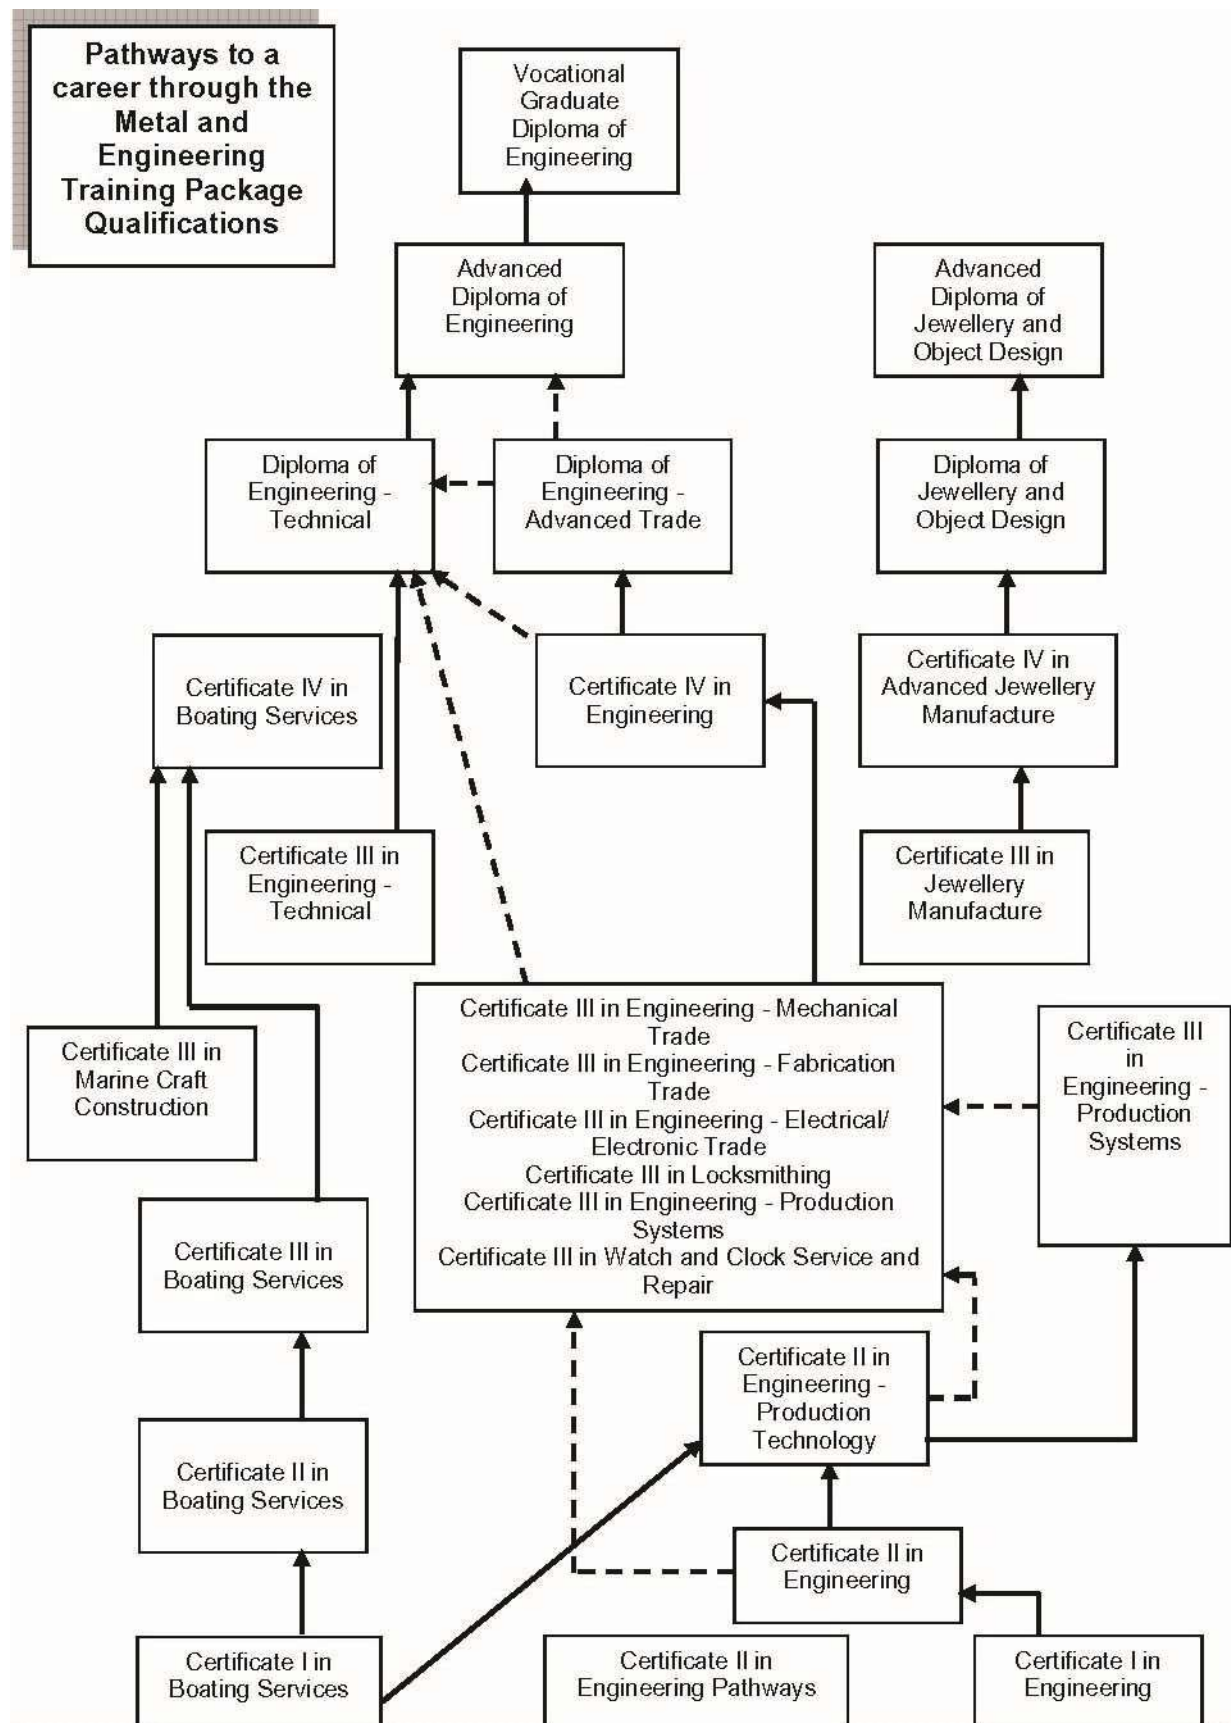 Pathways to a
career through the
Metal and
Engineering
Training Package
Qualifications
Vocational
Graduate
Diploma of
Engineering
Advanced
Diploma of
Engineering
Advanced
Diploma of
Jewellery and
Object Design
Diploma of
Engineering -
Technical
Diploma of
Engineering -
Advanced Trade
Diploma of
Jewellery and
Object Design
Certificate IV in
Boating Services
Certificate IV in
Engineering
Certificate IV in
Advanced Jewellery
Manufacture
Certificate III in
Engineering -
Technical
Certificate III in
Jewellery
Manufacture
Certificate III in
Marine Craft
Construction
Certificate III in Engineering - Mechanical
Trade
Certificate III in Engineering - Fabrication
Trade
Certificate III in Engineering - Electrical/
Electronic Trade
Certificate III in Locksmithing
Certificate III in Engineering - Production
Systems
Certificate III in Watch and Clock Service and
Repair
Certificate III
in
Engineering -
Production
Systems
Certificate III in
Boating Services
Certificate II in
Engineering -
Production
Technology
Certificate II in
Boating Services
Certificate II in
Engineering
Certificate I in
Boating Services
Certificate II in
Engineering Pathways
Certificate I in
Engineering